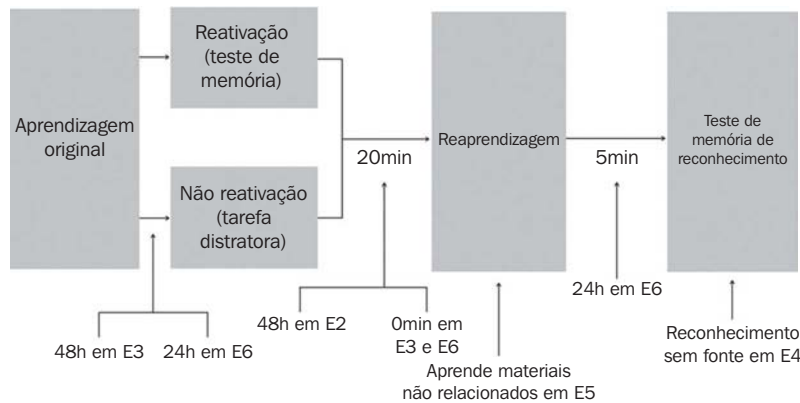 Aprendizagem
original
Reativação
(teste de
memória)
Não reativação
(tarefa
distratora)
20min
Reaprendizagem
5min
Teste de
memória de
reconhecimento
48h em E3
24h em E6
48h em E2
0min em
E3 e E6
Aprende materiais
não relacionados em E5
24h em E6
Reconhecimento
sem fonte em E4